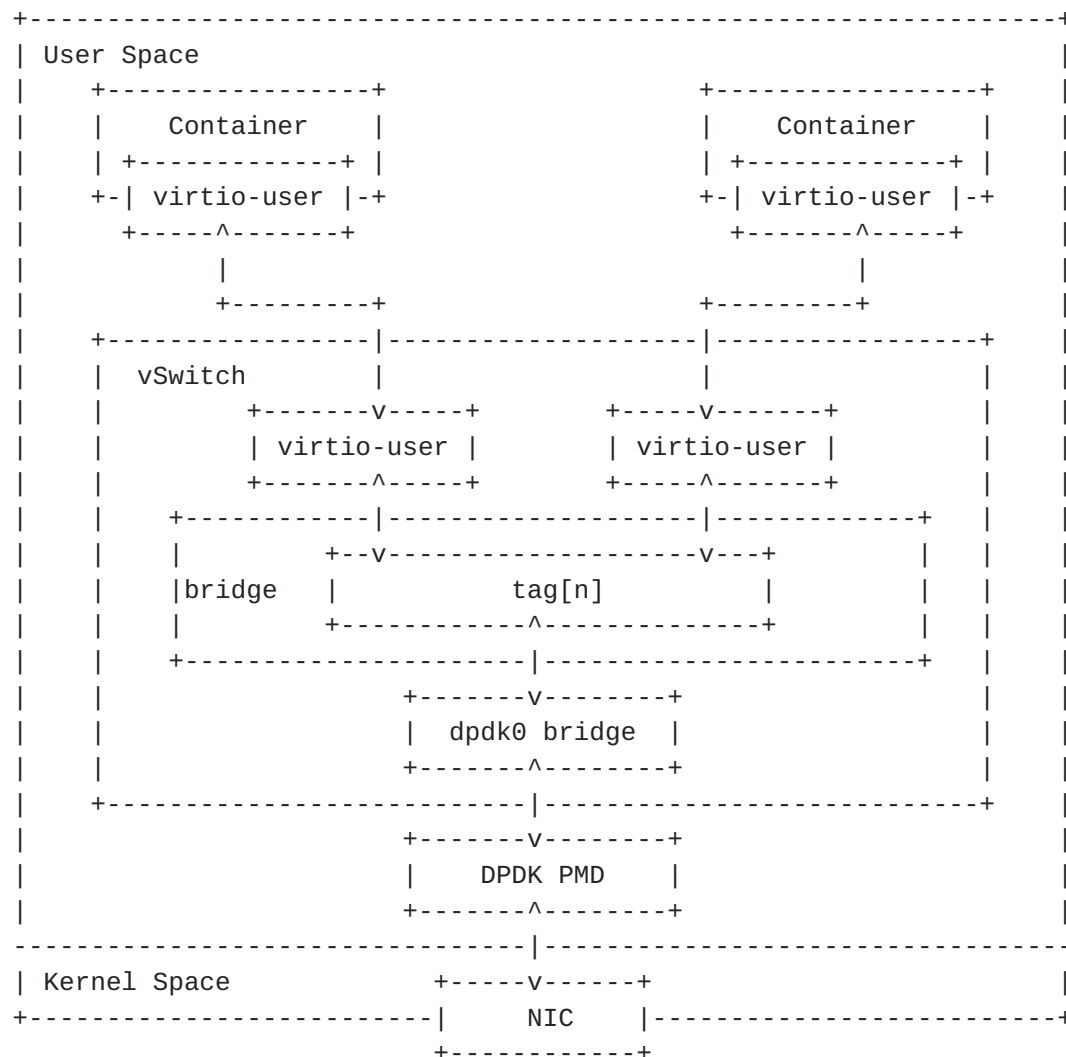 User Space
Container Container
virtio-user virtio-user
vSwitch
virtio-user virtio-user
bridge tag[n]
dpdk0 bridge
DPDK PMD
Kernel Space
NIC